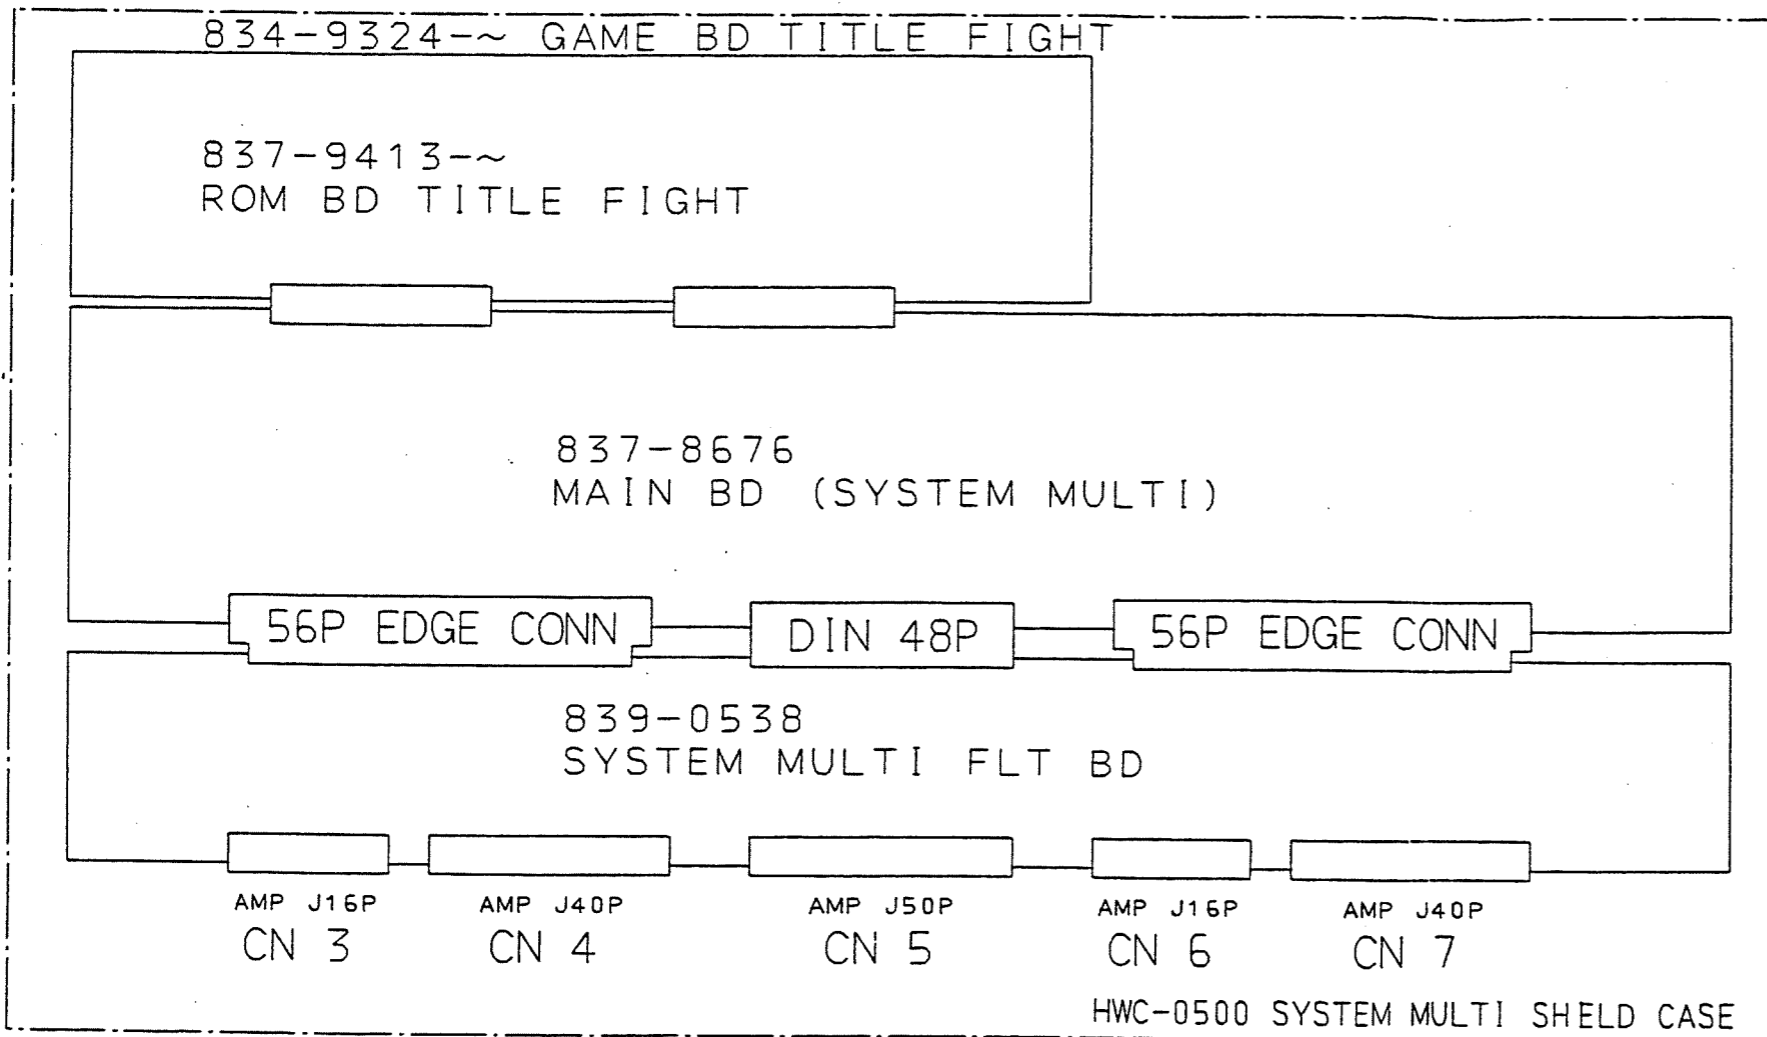 834-9324-~ GAME BD TITLE FIGHT
837-9413-~
ROM BD TITLE FIGHT
837-8676
MAIN BD (SYSTEM MULTI)
56P EDGE CONN DIN 48P 56P EDGE CONN
839-0538
SYSTEM MULTI FLT BD
AMP J16P AMP J40P AMP J50P AMP J16P AMP J40P
CN 3 CN 4 CN 5 CN 6 CN 7
HWC-0500 SYSTEM MULTI SHELD CASE